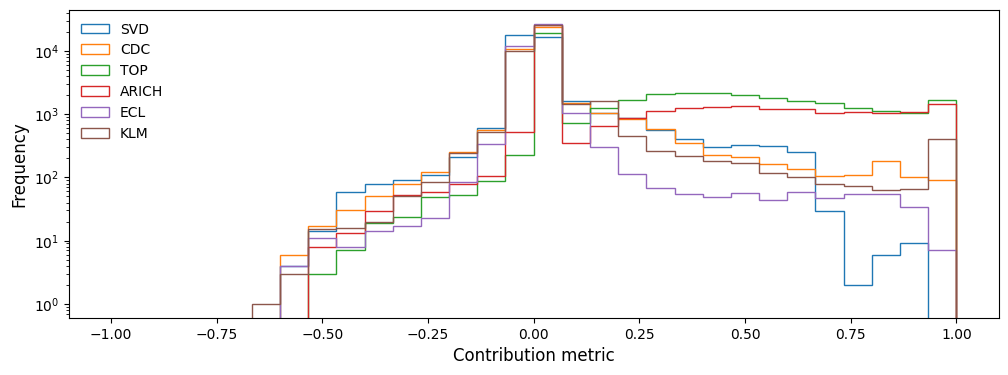 SVD
CDC
TOP
ARICH
ECL
KLM
Frequency
10⁴
10³
10²
10¹
10⁰
−1.00 −0.75 −0.50 −0.25 0.00 0.25 0.50 0.75 1.00
Contribution metric